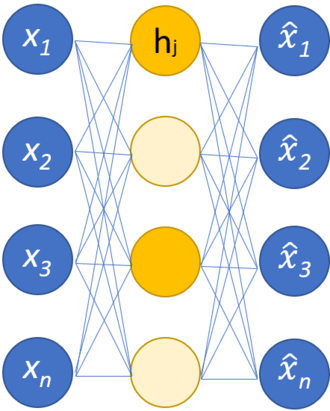 x₁ hⱼ x̂₁
x₂ x̂₂
x₃ x̂₃
xₙ x̂ₙ